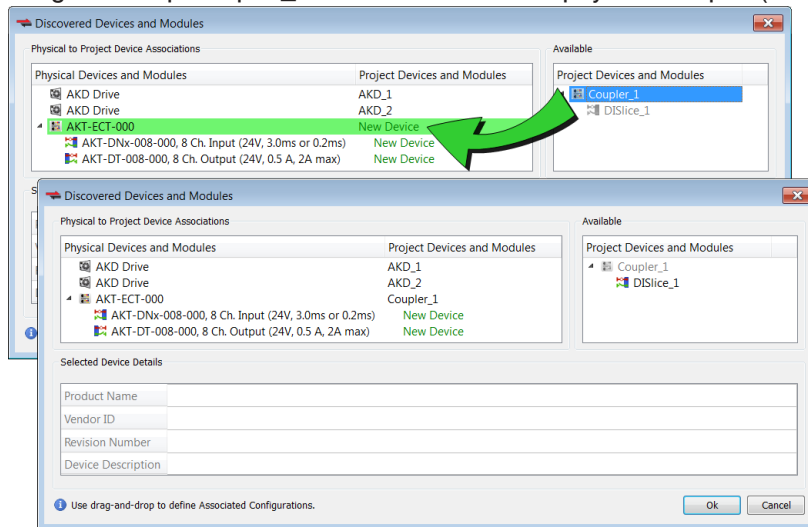 Discovered Devices and Modules
Physical to Project Device Associations
Available
Physical Devices and Modules Project Devices and Modules
Project Devices and Modules
AKD Drive AKD_1
Coupler_1
AKD Drive AKD_2
DISlice_1
AKT-ECT-000 New Device
AKT-DNx-008-000, 8 Ch. Input (24V, 3.0ms or 0.2ms) New Device
AKT-DT-008-000, 8 Ch. Output (24V, 0.5 A, 2A max) New Device
Discovered Devices and Modules
Physical to Project Device Associations
Available
Physical Devices and Modules Project Devices and Modules
Project Devices and Modules
AKD Drive AKD_1
Coupler_1
AKD Drive AKD_2
DISlice_1
AKT-ECT-000 Coupler_1
AKT-DNx-008-000, 8 Ch. Input (24V, 3.0ms or 0.2ms) New Device
AKT-DT-008-000, 8 Ch. Output (24V, 0.5 A, 2A max) New Device
Selected Device Details
Product Name
Vendor ID
Revision Number
Device Description
Use drag-and-drop to define Associated Configurations.
Ok Cancel